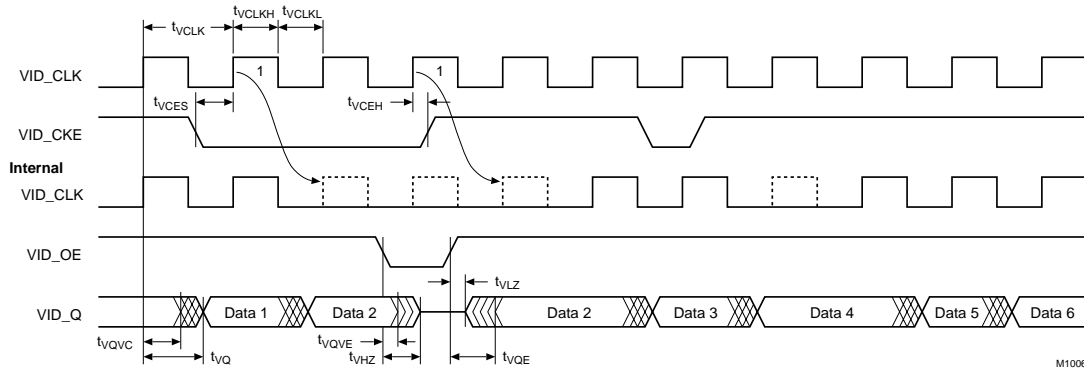 tVCLK tVCLKH tVCLKL
VID_CLK 1 1
tVCES tVCEH
VID_CKE
Internal
VID_CLK
VID_OE
tVLZ
VID_Q Data 1 Data 2 Data 2 Data 3 Data 4 Data 5 Data 6
tVQVC tVQ tVQVE tVHZ tVQE
M1006